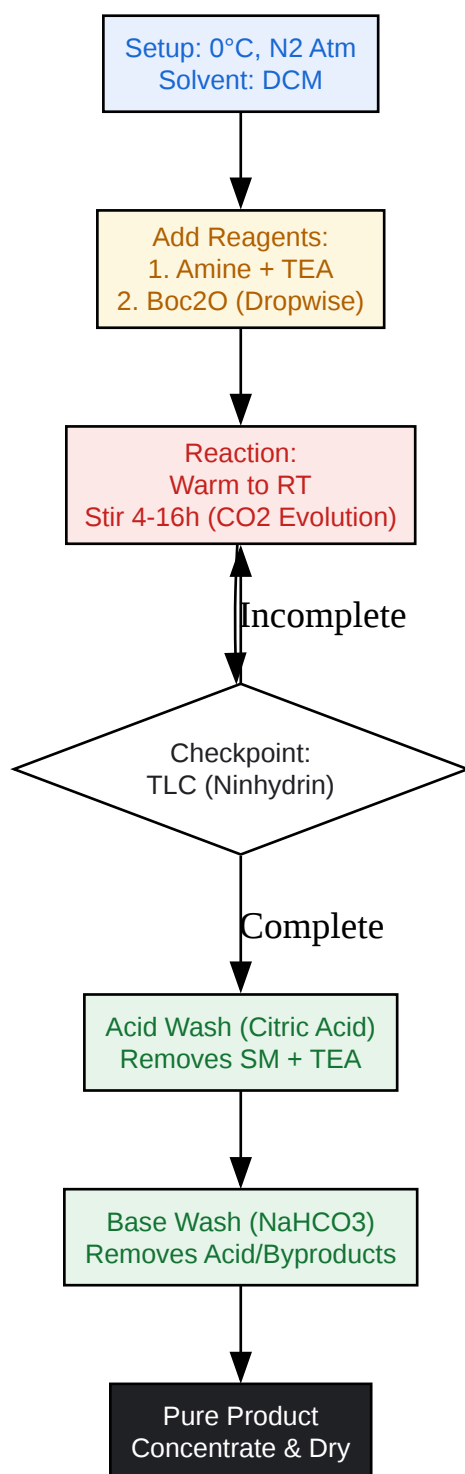 Setup: 0°C, N2 Atm
Solvent: DCM
Add Reagents:
1. Amine + TEA
2. Boc2O (Dropwise)
Reaction:
Warm to RT
Stir 4-16h (CO2 Evolution)
Incomplete
Checkpoint:
TLC (Ninhydrin)
Complete
Acid Wash (Citric Acid)
Removes SM + TEA
Base Wash (NaHCO3)
Removes Acid/Byproducts
Pure Product
Concentrate & Dry